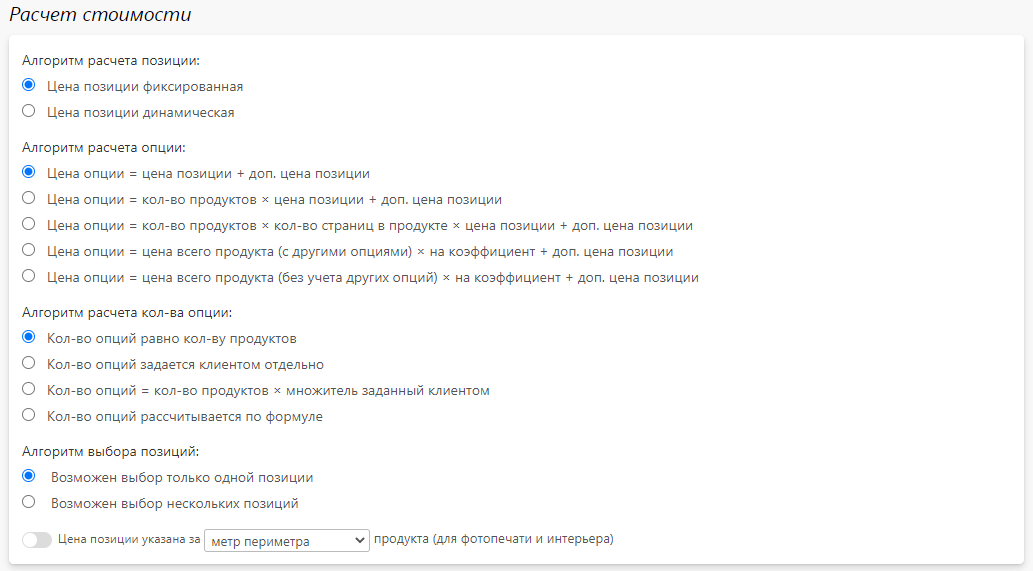 Расчет стоимости
Алгоритм расчета позиции:
Цена позиции фиксированная
Цена позиции динамическая
Алгоритм расчета опции:
Цена опции = цена позиции + доп. цена позиции
Цена опции = кол-во продуктов × цена позиции + доп. цена позиции
Цена опции = кол-во продуктов × кол-во страниц в продукте × цена позиции + доп. цена позиции
Цена опции = цена всего продукта (с другими опциями) × на коэффициент + доп. цена позиции
Цена опции = цена всего продукта (без учета других опций) × на коэффициент + доп. цена позиции
Алгоритм расчета кол-ва опции:
Кол-во опций равно кол-ву продуктов
Кол-во опций задается клиентом отдельно
Кол-во опций = кол-во продуктов × множитель заданный клиентом
Кол-во опций рассчитывается по формуле
Алгоритм выбора позиций:
Возможен выбор только одной позиции
Возможен выбор нескольких позиций
Цена позиции указана за метр периметра продукта (для фотопечати и интерьера)